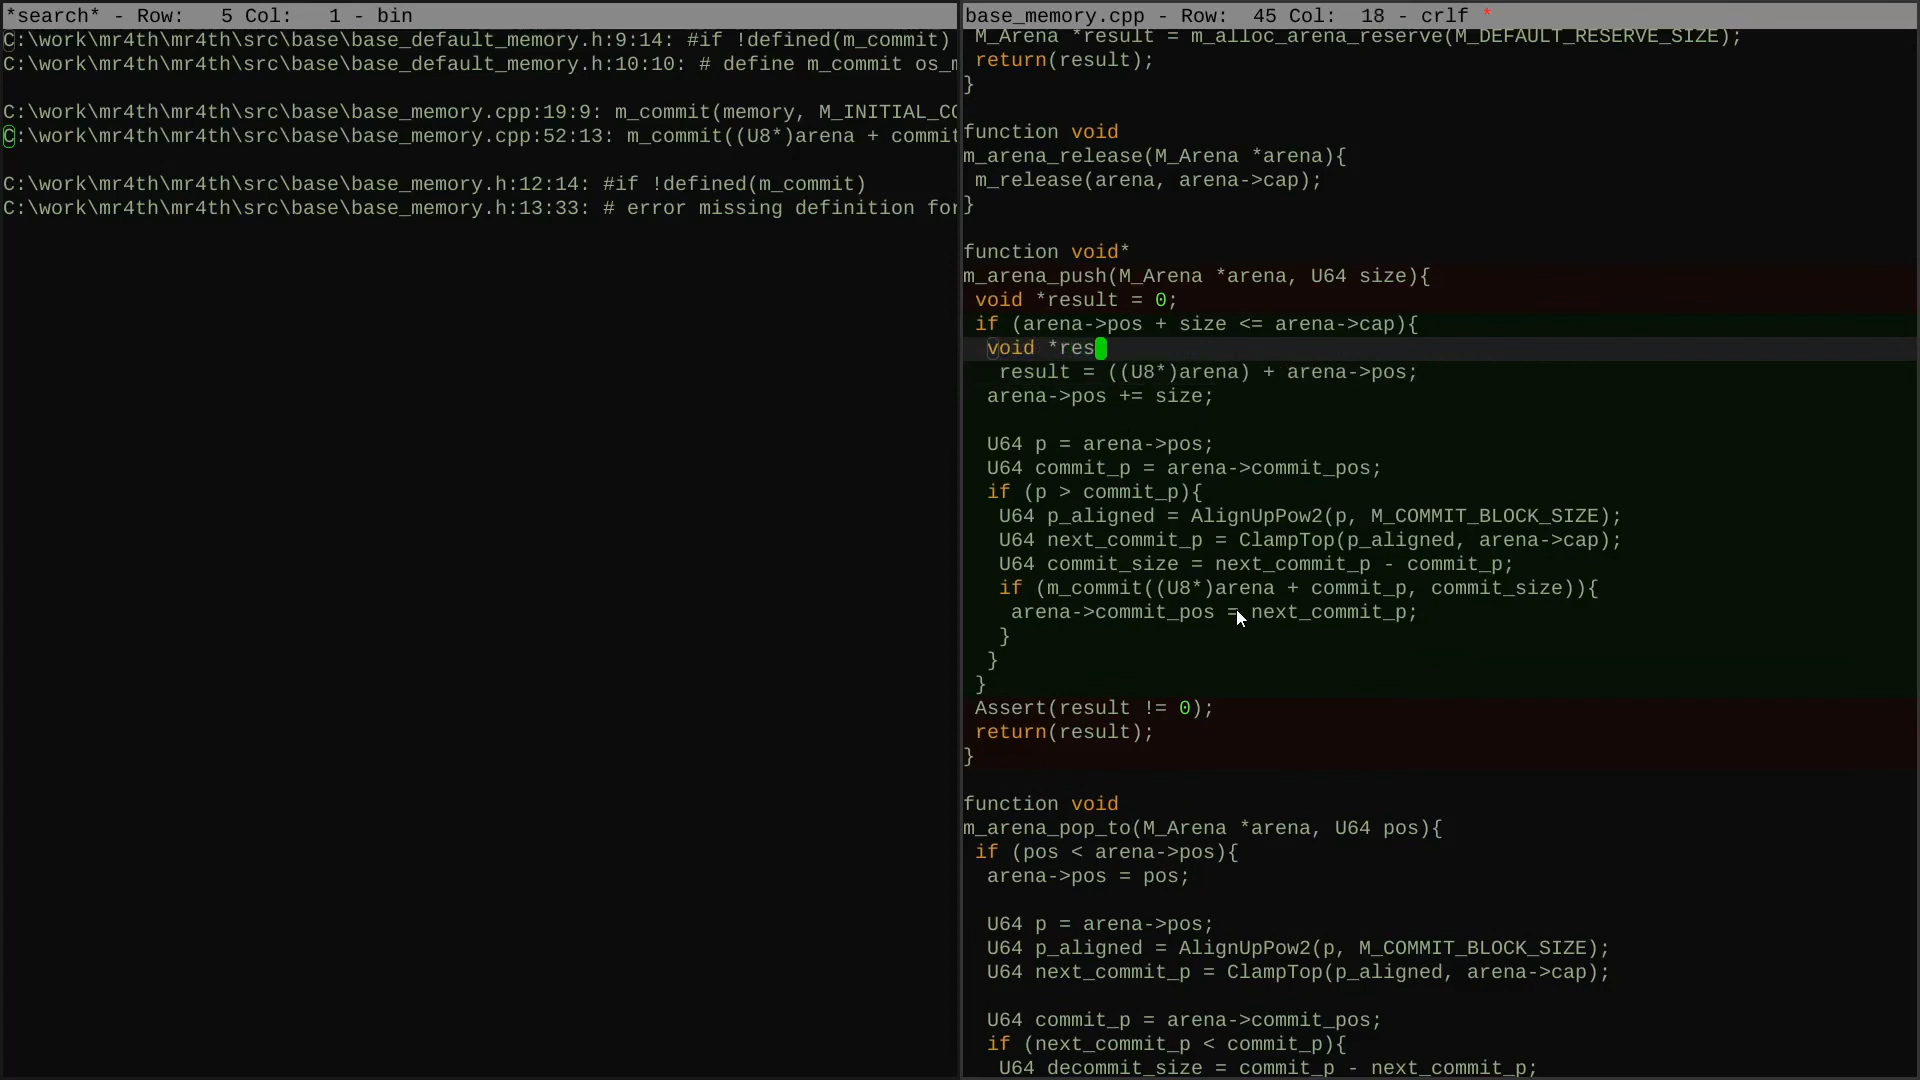 *search* - Row:   5 Col:   1 - bin
C:\work\mr4th\mr4th\src\base\base_default_memory.h:9:14: #if !defined(m_commit)
C:\work\mr4th\mr4th\src\base\base_default_memory.h:10:10: # define m_commit os_m
C:\work\mr4th\mr4th\src\base\base_memory.cpp:19:9: m_commit(memory, M_INITIAL_CO
C:\work\mr4th\mr4th\src\base\base_memory.cpp:52:13: m_commit((U8*)arena + commit
C:\work\mr4th\mr4th\src\base\base_memory.h:12:14: #if !defined(m_commit)
C:\work\mr4th\mr4th\src\base\base_memory.h:13:33: # error missing definition for
base_memory.cpp - Row:  45 Col:  18 - crlf *
 M_Arena *result = m_alloc_arena_reserve(M_DEFAULT_RESERVE_SIZE);
 return(result);
}
function void
m_arena_release(M_Arena *arena){
 m_release(arena, arena->cap);
}
function void*
m_arena_push(M_Arena *arena, U64 size){
 void *result = 0;
 if (arena->pos + size <= arena->cap){
  void *res
   result = ((U8*)arena) + arena->pos;
  arena->pos += size;
  U64 p = arena->pos;
  U64 commit_p = arena->commit_pos;
  if (p > commit_p){
   U64 p_aligned = AlignUpPow2(p, M_COMMIT_BLOCK_SIZE);
   U64 next_commit_p = ClampTop(p_aligned, arena->cap);
   U64 commit_size = next_commit_p - commit_p;
   if (m_commit((U8*)arena + commit_p, commit_size)){
    arena->commit_pos = next_commit_p;
   }
  }
 }
 Assert(result != 0);
 return(result);
}
function void
m_arena_pop_to(M_Arena *arena, U64 pos){
 if (pos < arena->pos){
  arena->pos = pos;
  U64 p = arena->pos;
  U64 p_aligned = AlignUpPow2(p, M_COMMIT_BLOCK_SIZE);
  U64 next_commit_p = ClampTop(p_aligned, arena->cap);
  U64 commit_p = arena->commit_pos;
  if (next_commit_p < commit_p){
   U64 decommit_size = commit_p - next_commit_p;